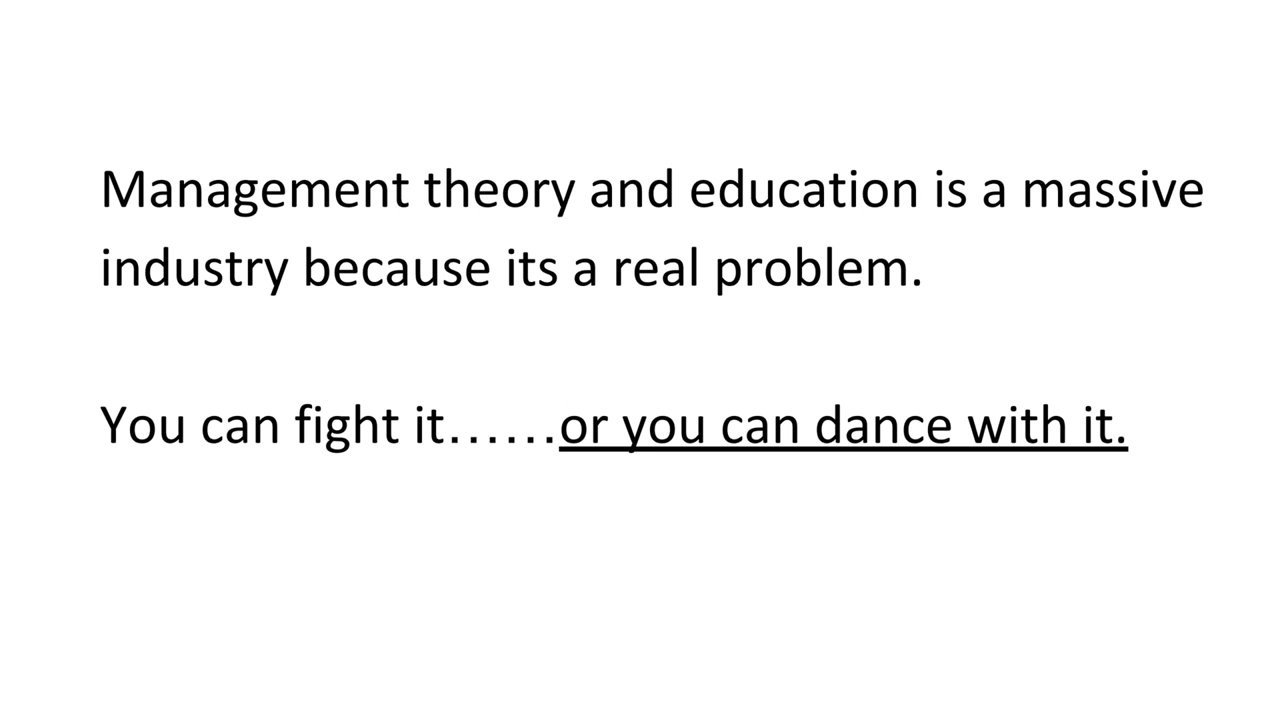 Management theory and education is a massive
industry because its a real problem.
You can fight it……or you can dance with it.